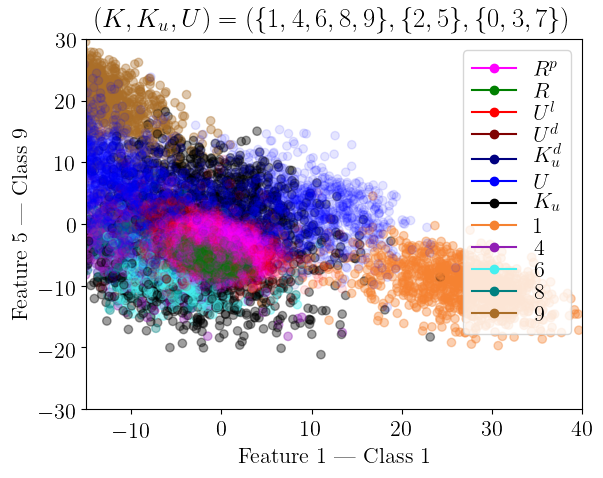 (K, K_u, U) = ({1, 4, 6, 8, 9}, {2, 5}, {0, 3, 7})
30
20
10
0
−10
−20
−30
Feature 5 — Class 9
R^p
R
U^l
U^d
K_u^d
U
K_u
1
4
6
8
9
−10
0
10
20
30
40
Feature 1 — Class 1